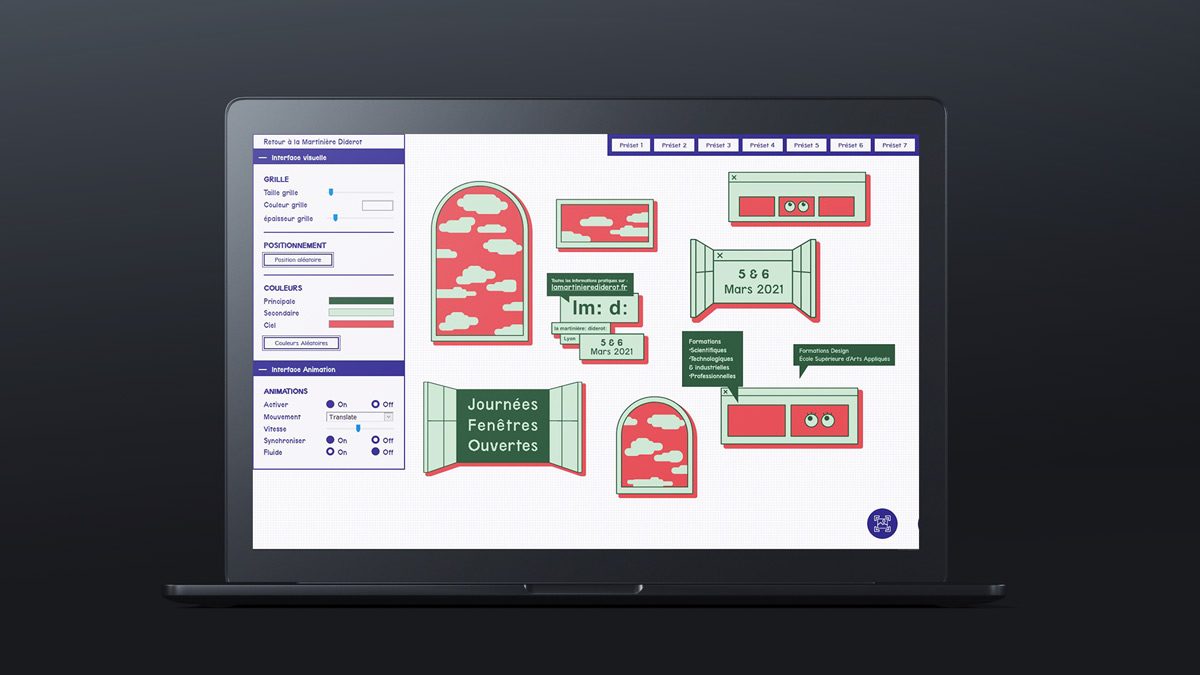 Retour à la Martinière Diderot
Interface visuelle
GRILLE
Taille grille
Couleur grille
épaisseur grille
POSITIONNEMENT
Position aléatoire
COULEURS
Principale
Secondaire
Ciel
Couleurs Aléatoires
Interface Animation
ANIMATIONS
Activer On Off
Mouvement Translate
Vitesse
Synchroniser On Off
Fluide On Off
Préset 1 Préset 2 Préset 3 Préset 4 Préset 5 Préset 6 Préset 7
Toutes les informations pratiques sur :
lamartinierediderot.fr
lm: d:
la martinière: diderot:
Lyon
5 & 6
Mars 2021
5 & 6
Mars 2021
Formations
•Scientifiques
•Technologiques
& industrielles
•Professionnelles
Formations Design
École Supérieure d'Arts Appliques
Journées
Fenêtres
Ouvertes